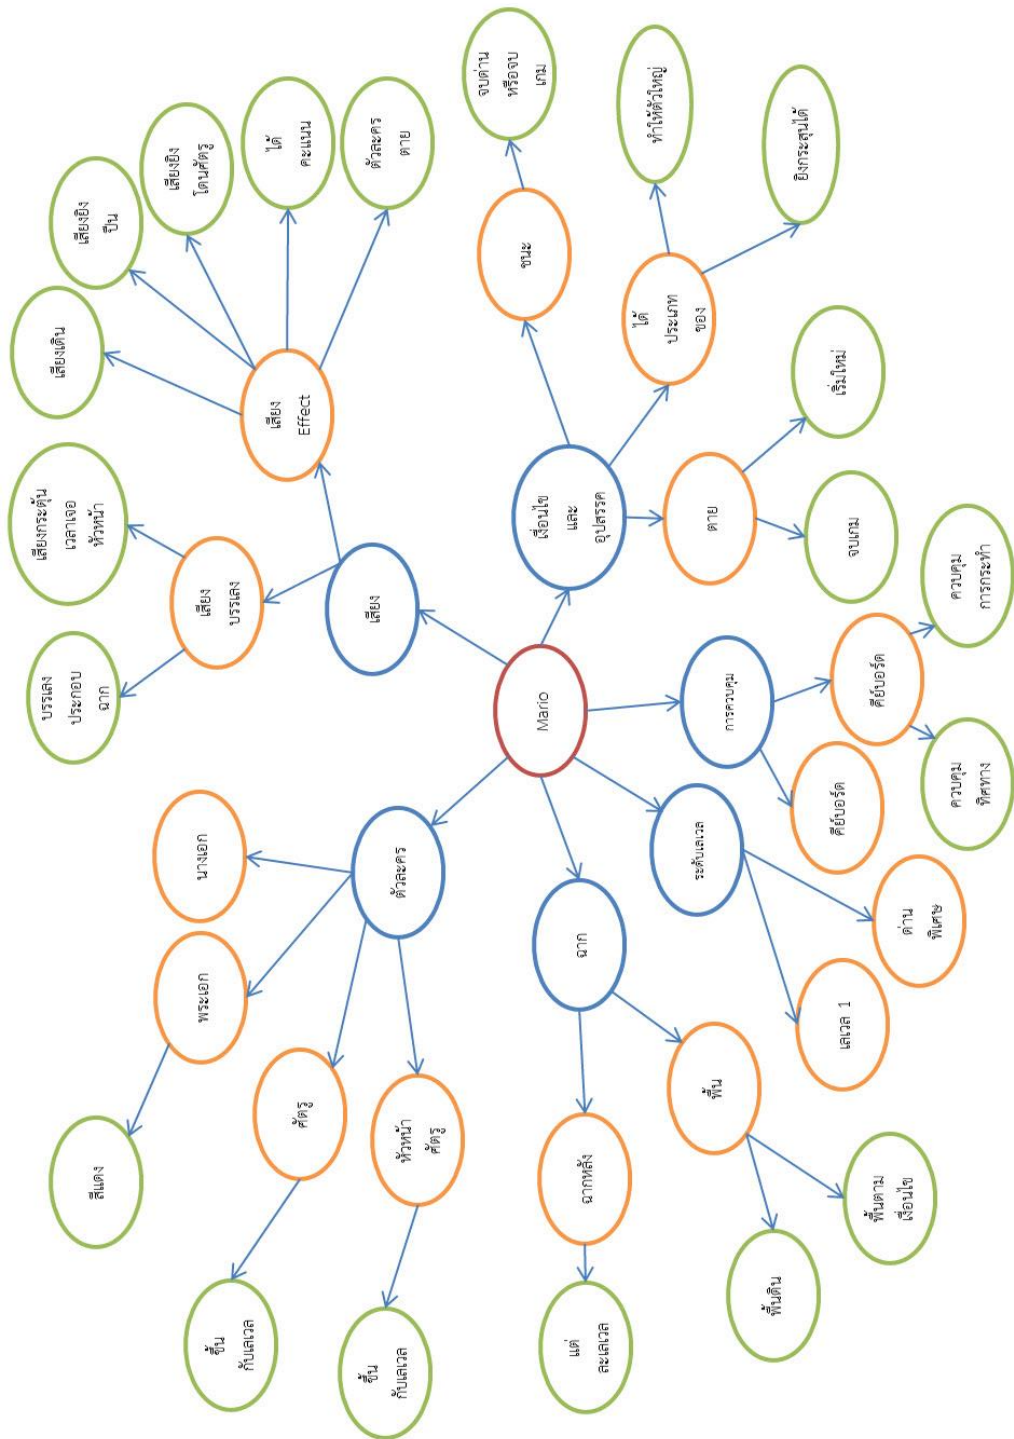 สีแดง
พระเอก
นางเอก
ศัตรู
ขึ้น
กับเลเวล
หัวหน้า
ศัตรู
ขึ้น
กับเลเวล
ตัวละคร
บรรเลง
ประกอบ
ฉาก
เสียงกระตุ้น
เวลาเจอ
หัวหน้า
เสียง
บรรเลง
เสียง
เสียงเดิน
เสียงยิง
ปืน
เสียงยิง
โดนศัตรู
ได้
คะแนน
ตัวละคร
ตาย
เสียง
Effect
Mario
ฉาก
ฉากหลัง
แต่
ละเลเวล
พื้น
พื้นดิน
พื้นตาม
เงื่อนไข
ระดับเลเวล
เลเวล 1
ด่าน
พิเศษ
การควบคุม
คีย์บอร์ด
คีย์บอร์ด
ควบคุม
ทิศทาง
ควบคุม
การกระทำ
เงื่อนไข
และ
อุปสรรค
ชนะ
จบด่าน
หรือจบ
เกม
ได้
ประเภท
ของ
ทำให้ตัวใหญ่
ยิงกระสุนได้
ตาย
จบเกม
เริ่มใหม่